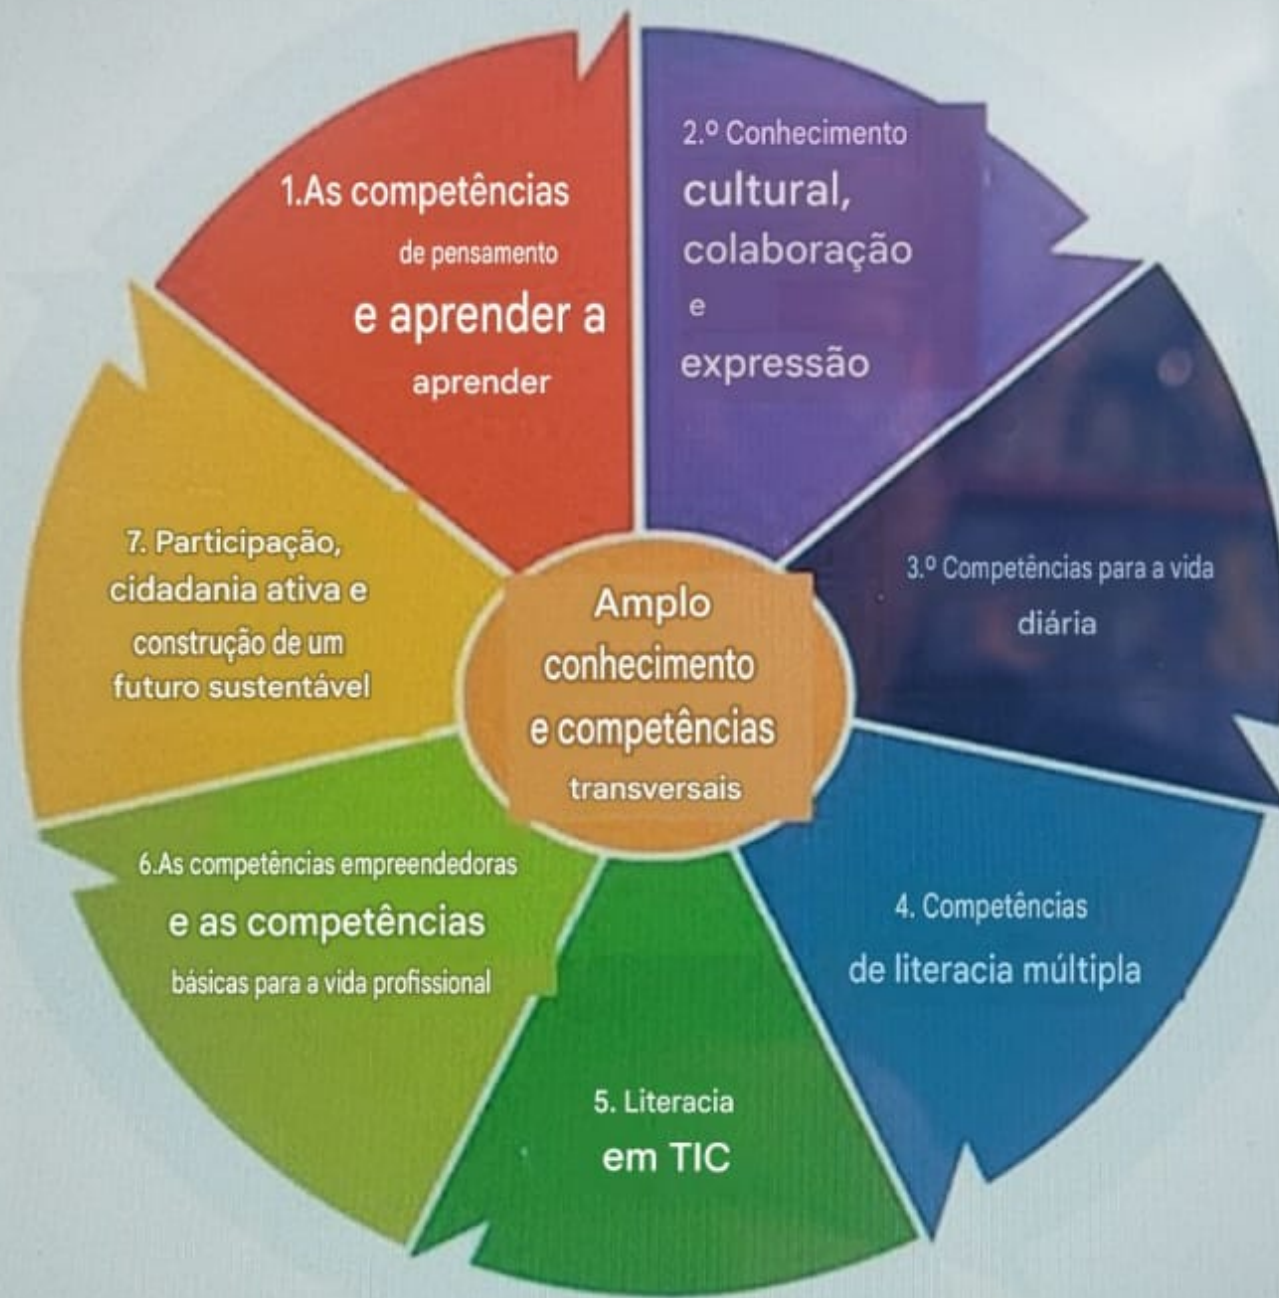 1.As competências
de pensamento
e aprender a
aprender
2.º Conhecimento
cultural,
colaboração
e
expressão
3.º Competências para a vida
diária
4. Competências
de literacia múltipla
5. Literacia
em TIC
6.As competências empreendedoras
e as competências
básicas para a vida profissional
7. Participação,
cidadania ativa e
construção de um
futuro sustentável
Amplo
conhecimento
e competências
transversais